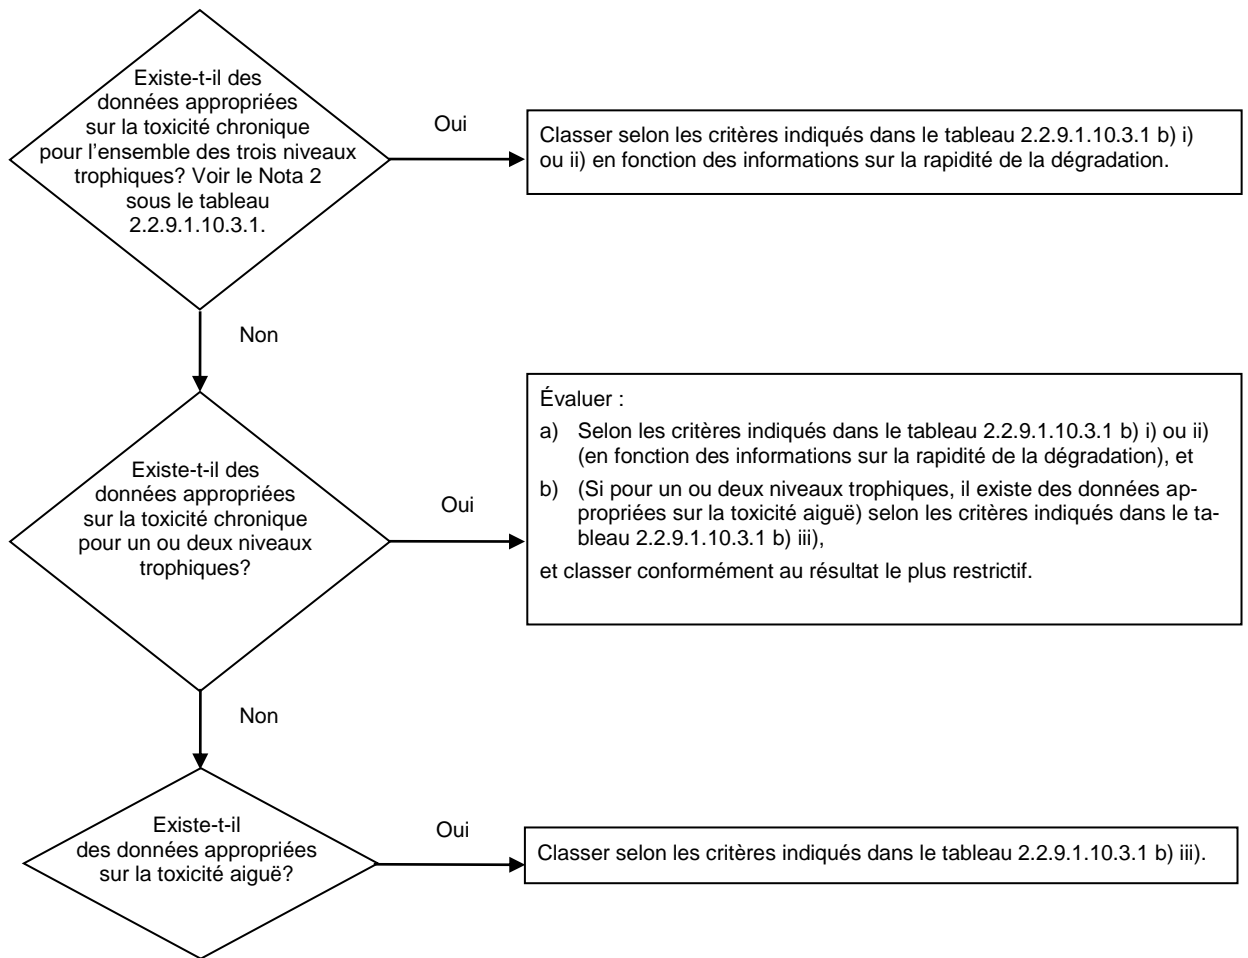 Existe-t-il des
données appropriées
sur la toxicité chronique
pour l’ensemble des trois niveaux
trophiques? Voir le Nota 2
sous le tableau
2.2.9.1.10.3.1.
Oui
Classer selon les critères indiqués dans le tableau 2.2.9.1.10.3.1 b) i)
ou ii) en fonction des informations sur la rapidité de la dégradation.
Non
Existe-t-il des
données appropriées
sur la toxicité chronique
pour un ou deux niveaux
trophiques?
Oui
Évaluer :
a) Selon les critères indiqués dans le tableau 2.2.9.1.10.3.1 b) i) ou ii)
(en fonction des informations sur la rapidité de la dégradation), et
b) (Si pour un ou deux niveaux trophiques, il existe des données ap-
propriées sur la toxicité aiguë) selon les critères indiqués dans le ta-
bleau 2.2.9.1.10.3.1 b) iii),
et classer conformément au résultat le plus restrictif.
Non
Existe-t-il
des données appropriées
sur la toxicité aiguë?
Oui
Classer selon les critères indiqués dans le tableau 2.2.9.1.10.3.1 b) iii).